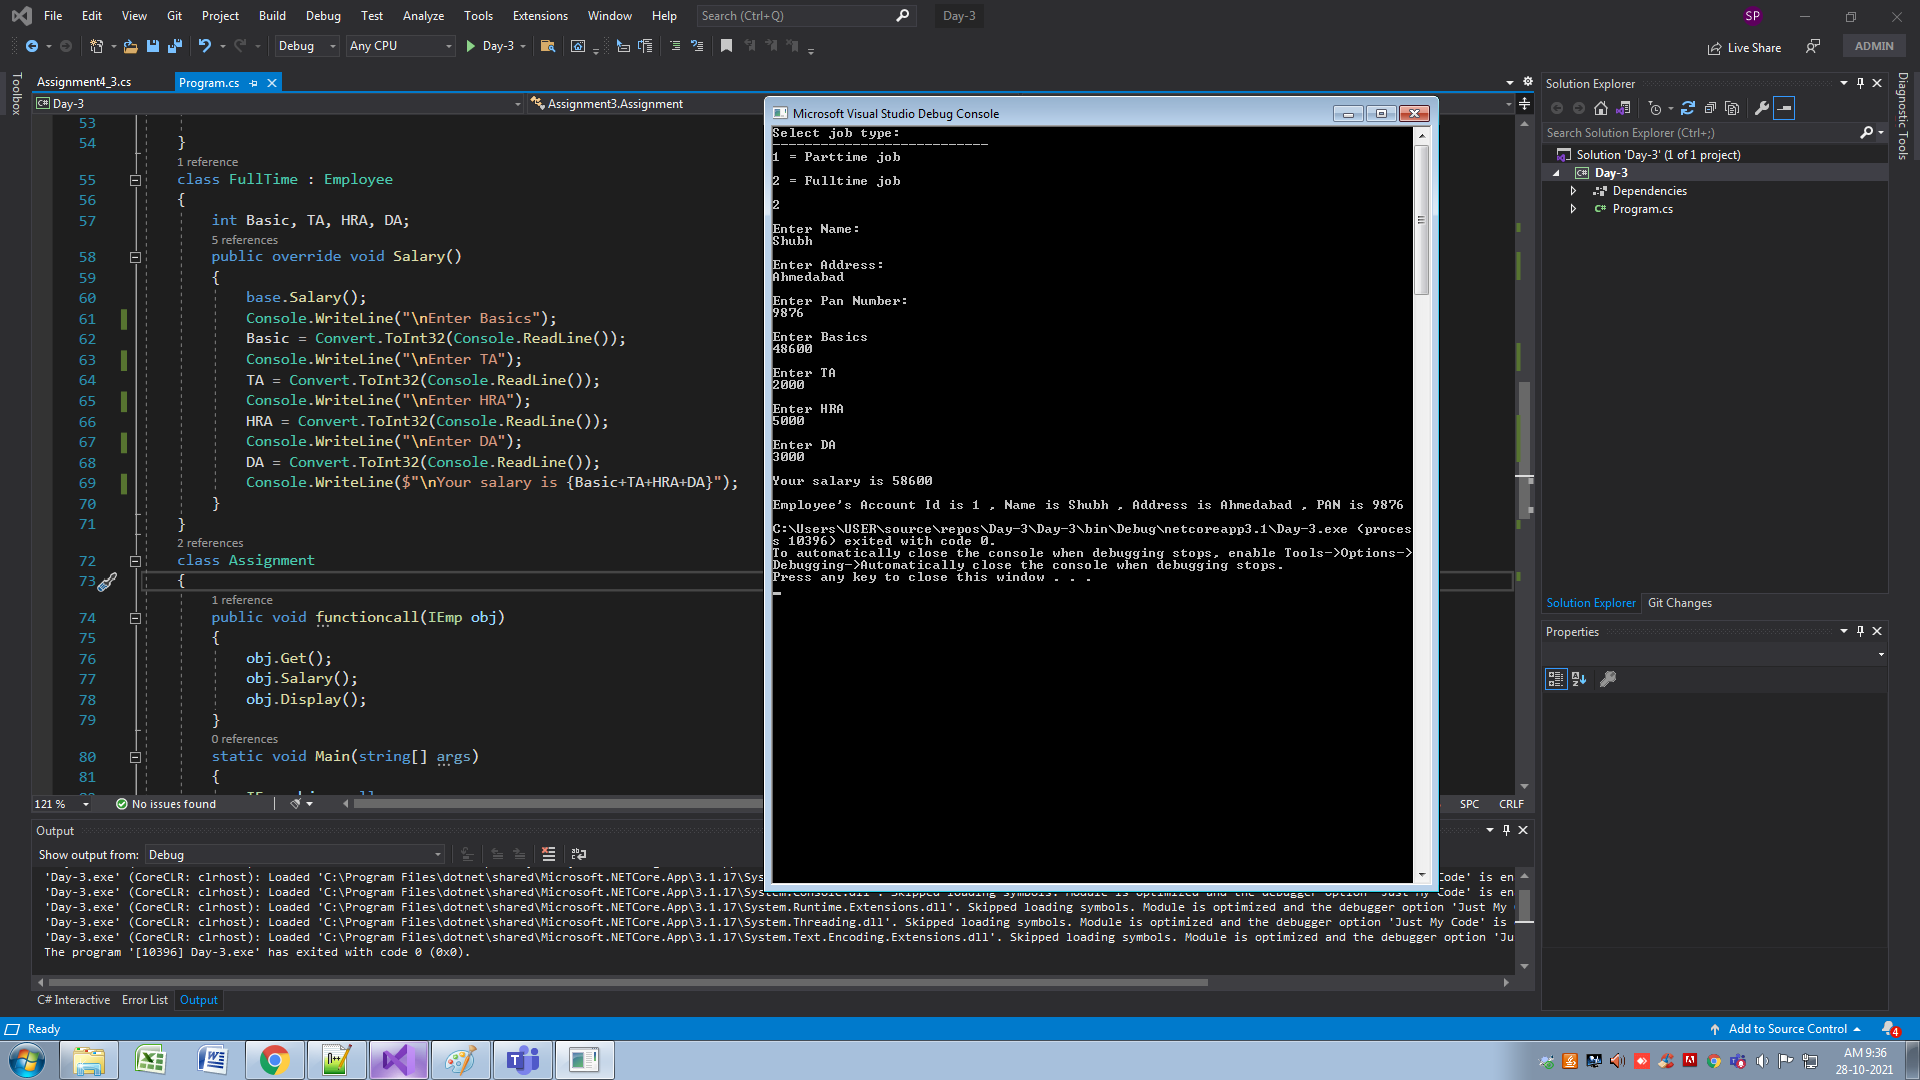 File Edit View Git Project Build Debug Test Analyze Tools Extensions Window Help Search (Ctrl+Q) Day-3 SP
Debug Any CPU Day-3 Live Share ADMIN
Toolbox
Assignment4_3.cs Program.cs
Day-3 Assignment3.Assignment
53
54 }
1 reference
55 class FullTime : Employee
56 {
57 int Basic, TA, HRA, DA;
5 references
58 public override void Salary()
59 {
60 base.Salary();
61 Console.WriteLine("\nEnter Basics");
62 Basic = Convert.ToInt32(Console.ReadLine());
63 Console.WriteLine("\nEnter TA");
64 TA = Convert.ToInt32(Console.ReadLine());
65 Console.WriteLine("\nEnter HRA");
66 HRA = Convert.ToInt32(Console.ReadLine());
67 Console.WriteLine("\nEnter DA");
68 DA = Convert.ToInt32(Console.ReadLine());
69 Console.WriteLine($"\nYour salary is {Basic+TA+HRA+DA}");
70 }
71 }
2 references
72 class Assignment
73 {
1 reference
74 public void functioncall(IEmp obj)
75 {
76 obj.Get();
77 obj.Salary();
78 obj.Display();
79 }
0 references
80 static void Main(string[] args)
81 {
121 % No issues found SPC CRLF
Microsoft Visual Studio Debug Console
Select job type:
---------------------------
1 = Parttime job
2 = Fulltime job
2
Enter Name:
Shubh
Enter Address:
Ahmedabad
Enter Pan Number:
9876
Enter Basics
48600
Enter TA
2000
Enter HRA
5000
Enter DA
3000
Your salary is 58600
Employee's Account Id is 1 , Name is Shubh , Address is Ahmedabad , PAN is 9876
C:\Users\USER\source\repos\Day-3\Day-3\bin\Debug\netcoreapp3.1\Day-3.exe (proces
s 10396) exited with code 0.
To automatically close the console when debugging stops, enable Tools->Options->
Debugging->Automatically close the console when debugging stops.
Press any key to close this window . . .
Solution Explorer
Search Solution Explorer (Ctrl+;)
Solution 'Day-3' (1 of 1 project)
Day-3
Dependencies
Program.cs
Solution Explorer Git Changes
Properties
Diagnostic Tools
Output
Show output from: Debug
'Day-3.exe' (CoreCLR: clrhost): Loaded 'C:\Program Files\dotnet\shared\Microsoft.NETCore.App\3.1.17\Sys Code' is en
'Day-3.exe' (CoreCLR: clrhost): Loaded 'C:\Program Files\dotnet\shared\Microsoft.NETCore.App\3.1.17\System.Console.dll'. Skipped loading symbols. Module is optimized and the debugger option 'Just My Code' is en
'Day-3.exe' (CoreCLR: clrhost): Loaded 'C:\Program Files\dotnet\shared\Microsoft.NETCore.App\3.1.17\System.Runtime.Extensions.dll'. Skipped loading symbols. Module is optimized and the debugger option 'Just My
'Day-3.exe' (CoreCLR: clrhost): Loaded 'C:\Program Files\dotnet\shared\Microsoft.NETCore.App\3.1.17\System.Threading.dll'. Skipped loading symbols. Module is optimized and the debugger option 'Just My Code' is en
'Day-3.exe' (CoreCLR: clrhost): Loaded 'C:\Program Files\dotnet\shared\Microsoft.NETCore.App\3.1.17\System.Text.Encoding.Extensions.dll'. Skipped loading symbols. Module is optimized and the debugger option 'Ju
The program '[10396] Day-3.exe' has exited with code 0 (0x0).
C# Interactive Error List Output
Ready Add to Source Control 4
AM 9:36
28-10-2021